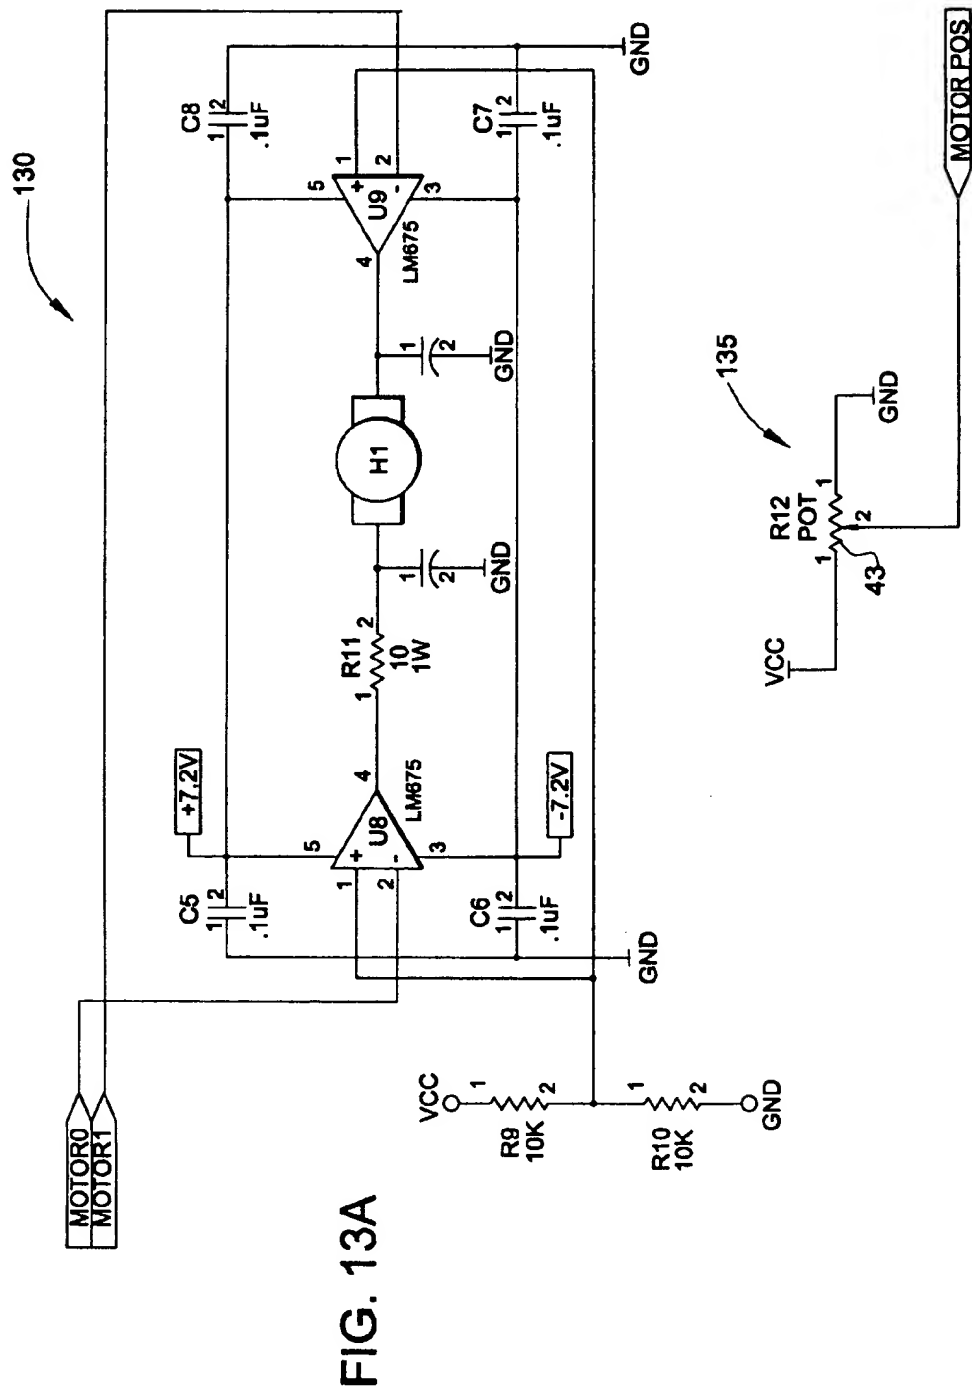 FIG. 13A
MOTOR0
MOTOR1
130
C5
1 2
.1uF
+7.2V
C8
1 2
.1uF
5
1
+
U8
-
2
3
4
LM675
R11
1 2
10
1W
1
2
GND
H1
1
2
GND
4
5
1
+
U9
-
2
3
LM675
C6
1 2
.1uF
-7.2V
C7
1 2
.1uF
GND
GND
VCC
1
R9
10K
2
1
R10
10K
2
GND
135
VCC
R12
POT
1
1
2
43
GND
MOTOR POS